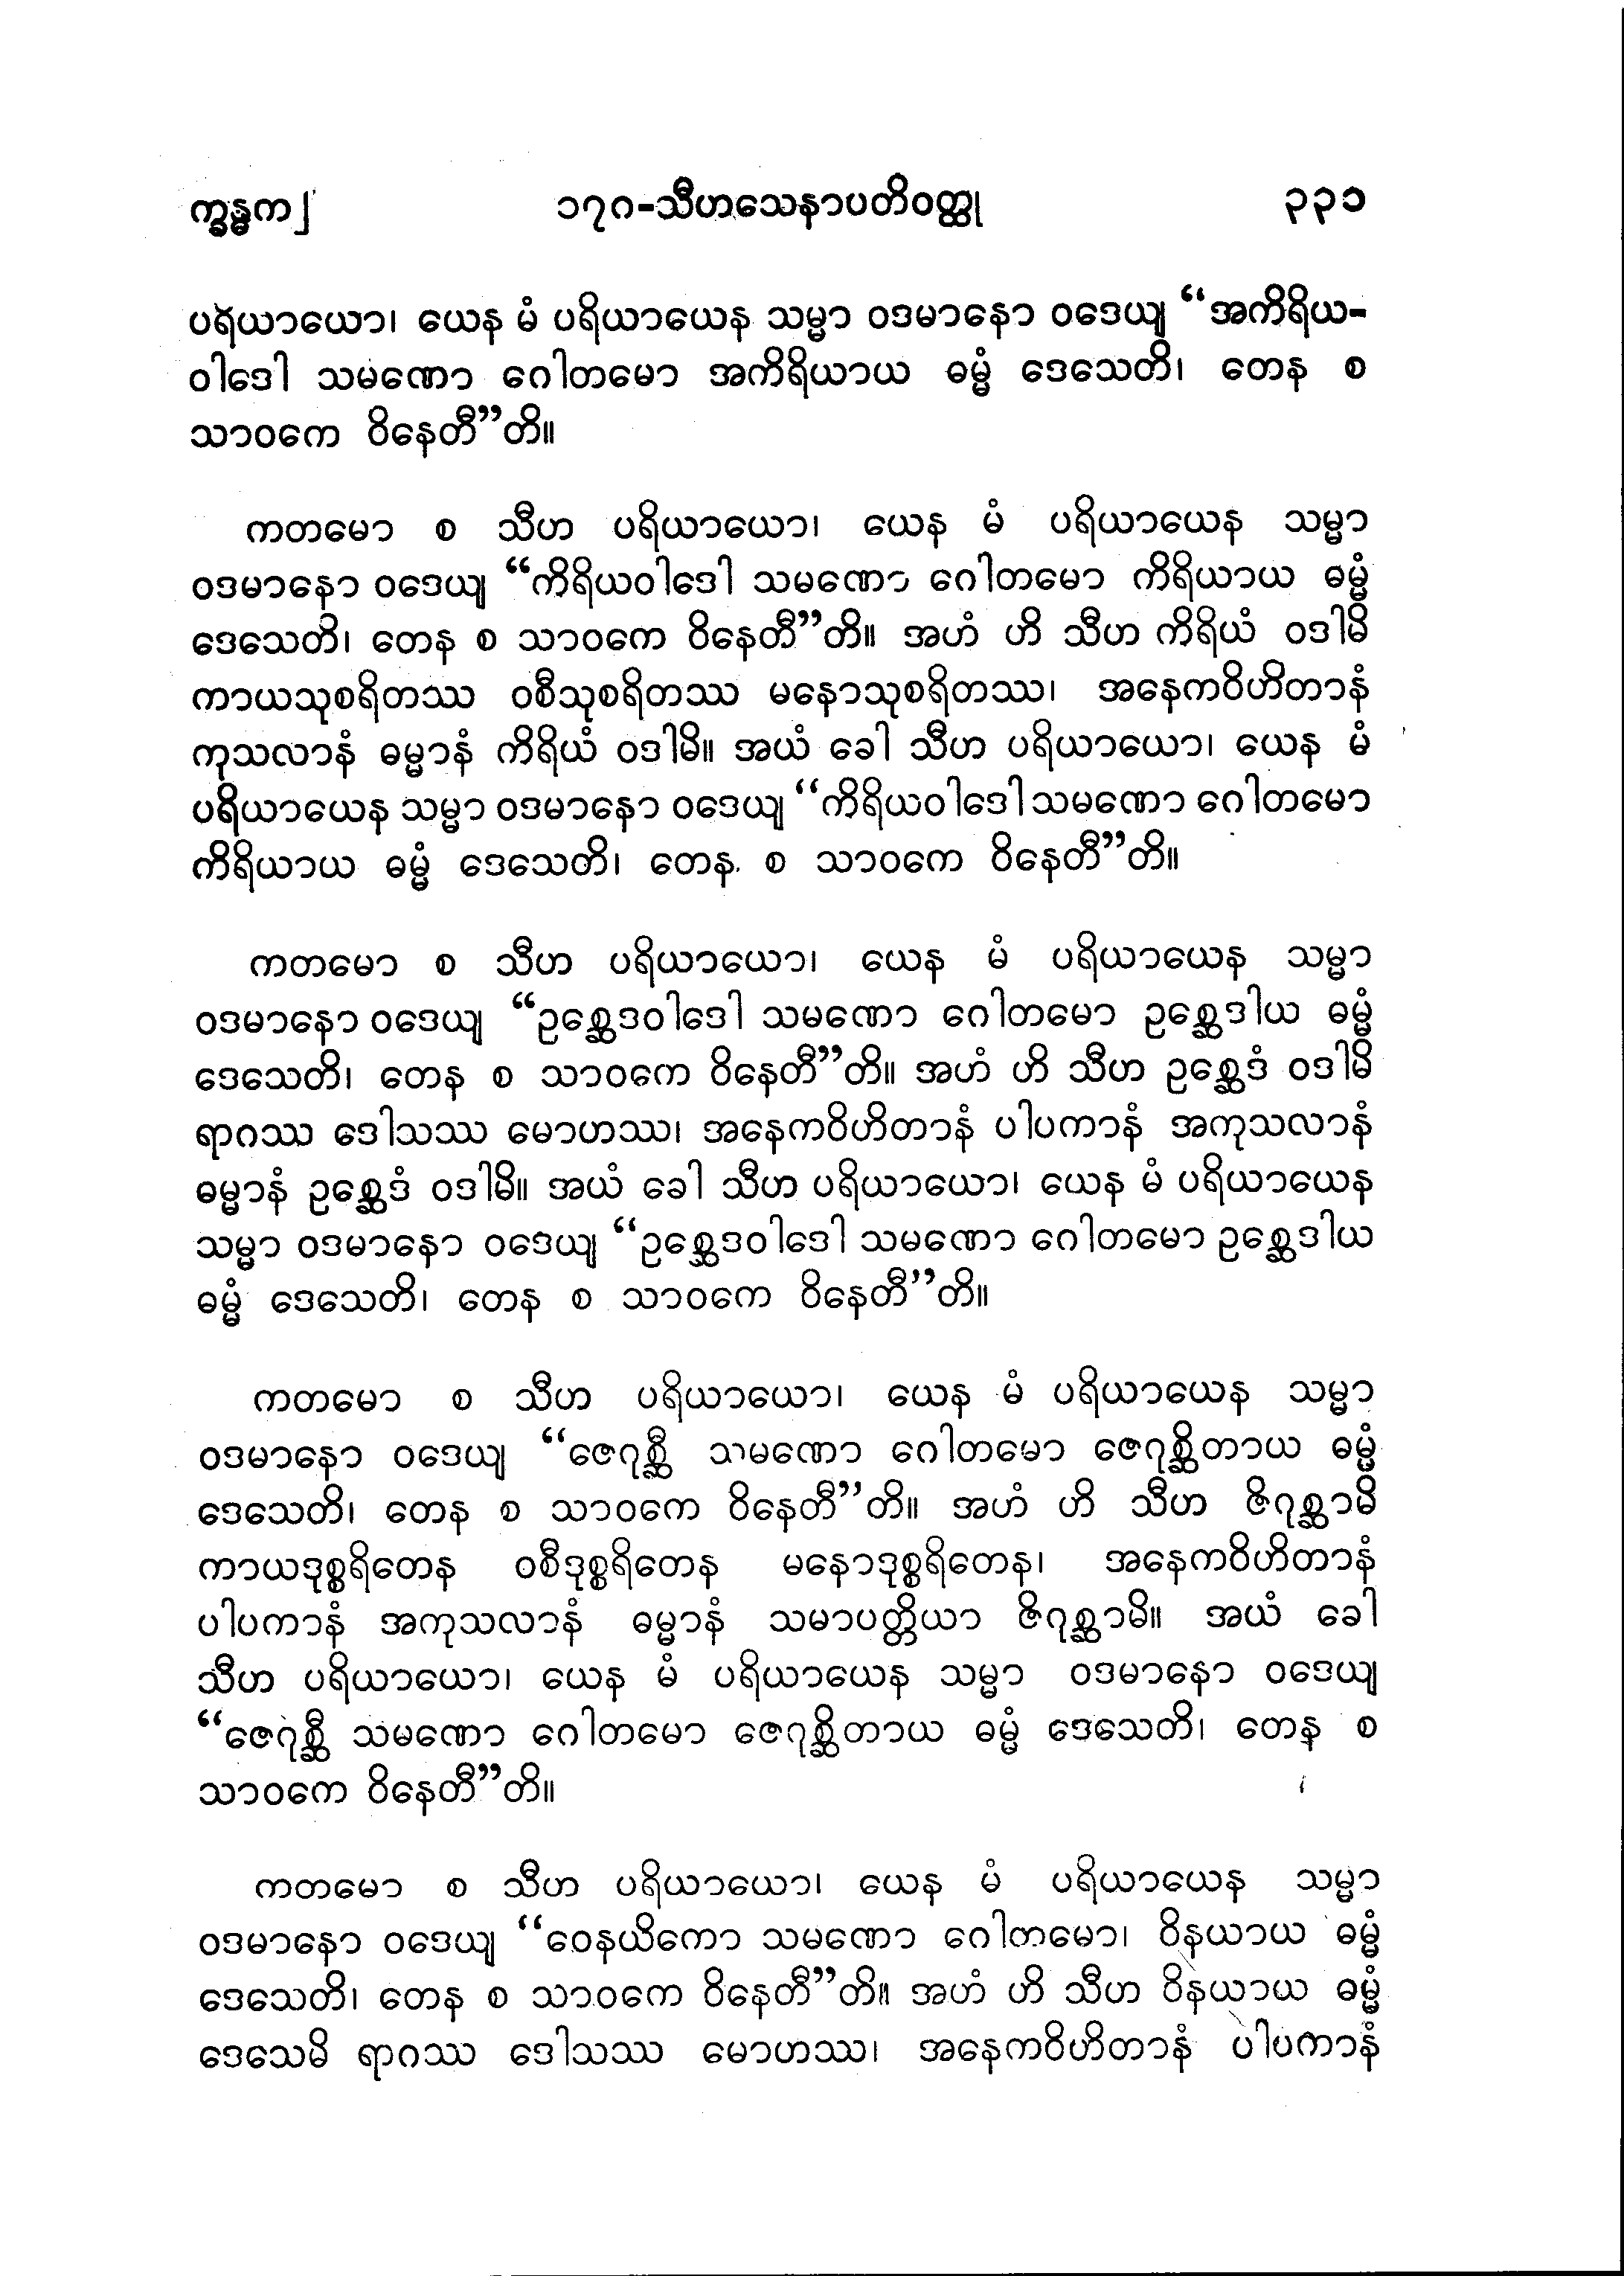 က္ခန္ဓက၂ ၁၇၈-သီဟသေနာပတိဝတ္ထု ၃၃၁
ပရိယာယော၊ ယေန မံ ပရိယာယေန သမ္မာ ဝဒမာနော ဝဒေယျ “အကိရိယ-
ဝါဒေါ သမဏော ဂေါတမော အကိရိယာယ ဓမ္မံ ဒေသေတိ၊ တေန စ
သာဝကေ ဝိနေတီ”တိ။
ကတမော စ သီဟ ပရိယာယော၊ ယေန မံ ပရိယာယေန သမ္မာ
ဝဒမာနော ဝဒေယျ “ကိရိယဝါဒေါ သမဏော ဂေါတမော ကိရိယာယ ဓမ္မံ
ဒေသေတိ၊ တေန စ သာဝကေ ဝိနေတီ”တိ။ အဟံ ဟိ သီဟ ကိရိယံ ဝဒါမိ
ကာယသုစရိတဿ ဝစီသုစရိတဿ မနောသုစရိတဿ၊ အနေကဝိဟိတာနံ
ကုသလာနံ ဓမ္မာနံ ကိရိယံ ဝဒါမိ။ အယံ ခေါ သီဟ ပရိယာယော၊ ယေန မံ
ပရိယာယေန သမ္မာ ဝဒမာနော ဝဒေယျ “ကိရိယဝါဒေါ သမဏော ဂေါတမော
ကိရိယာယ ဓမ္မံ ဒေသေတိ၊ တေန စ သာဝကေ ဝိနေတီ”တိ။
ကတမော စ သီဟ ပရိယာယော၊ ယေန မံ ပရိယာယေန သမ္မာ
ဝဒမာနော ဝဒေယျ “ဥစ္ဆေဒဝါဒေါ သမဏော ဂေါတမော ဥစ္ဆေဒါယ ဓမ္မံ
ဒေသေတိ၊ တေန စ သာဝကေ ဝိနေတီ”တိ။ အဟံ ဟိ သီဟ ဥစ္ဆေဒံ ဝဒါမိ
ရာဂဿ ဒေါသဿ မောဟဿ၊ အနေကဝိဟိတာနံ ပါပကာနံ အကုသလာနံ
ဓမ္မာနံ ဥစ္ဆေဒံ ဝဒါမိ။ အယံ ခေါ သီဟ ပရိယာယော၊ ယေန မံ ပရိယာယေန
သမ္မာ ဝဒမာနော ဝဒေယျ “ဥစ္ဆေဒဝါဒေါ သမဏော ဂေါတမော ဥစ္ဆေဒါယ
ဓမ္မံ ဒေသေတိ၊ တေန စ သာဝကေ ဝိနေတီ”တိ။
ကတမော စ သီဟ ပရိယာယော၊ ယေန မံ ပရိယာယေန သမ္မာ
ဝဒမာနော ဝဒေယျ “ဇေဂုစ္ဆီ သမဏော ဂေါတမော ဇေဂုစ္ဆိတာယ ဓမ္မံ
ဒေသေတိ၊ တေန စ သာဝကေ ဝိနေတီ”တိ။ အဟံ ဟိ သီဟ ဇိဂုစ္ဆာမိ
ကာယဒုစ္စရိတေန ဝစီဒုစ္စရိတေန မနောဒုစ္စရိတေန၊ အနေကဝိဟိတာနံ
ပါပကာနံ အကုသလာနံ ဓမ္မာနံ သမာပတ္တိယာ ဇိဂုစ္ဆာမိ။ အယံ ခေါ
သီဟ ပရိယာယော၊ ယေန မံ ပရိယာယေန သမ္မာ ဝဒမာနော ဝဒေယျ
“ဇေဂုစ္ဆီ သမဏော ဂေါတမော ဇေဂုစ္ဆိတာယ ဓမ္မံ ဒေသေတိ၊ တေန စ
သာဝကေ ဝိနေတီ”တိ။
ကတမော စ သီဟ ပရိယာယော၊ ယေန မံ ပရိယာယေန သမ္မာ
ဝဒမာနော ဝဒေယျ “ဝေနယိကော သမဏော ဂေါတမော၊ ဝိနယာယ ဓမ္မံ
ဒေသေတိ၊ တေန စ သာဝကေ ဝိနေတီ”တိ။ အဟံ ဟိ သီဟ ဝိနယာယ ဓမ္မံ
ဒေသေမိ ရာဂဿ ဒေါသဿ မောဟဿ၊ အနေကဝိဟိတာနံ ပါပကာနံ